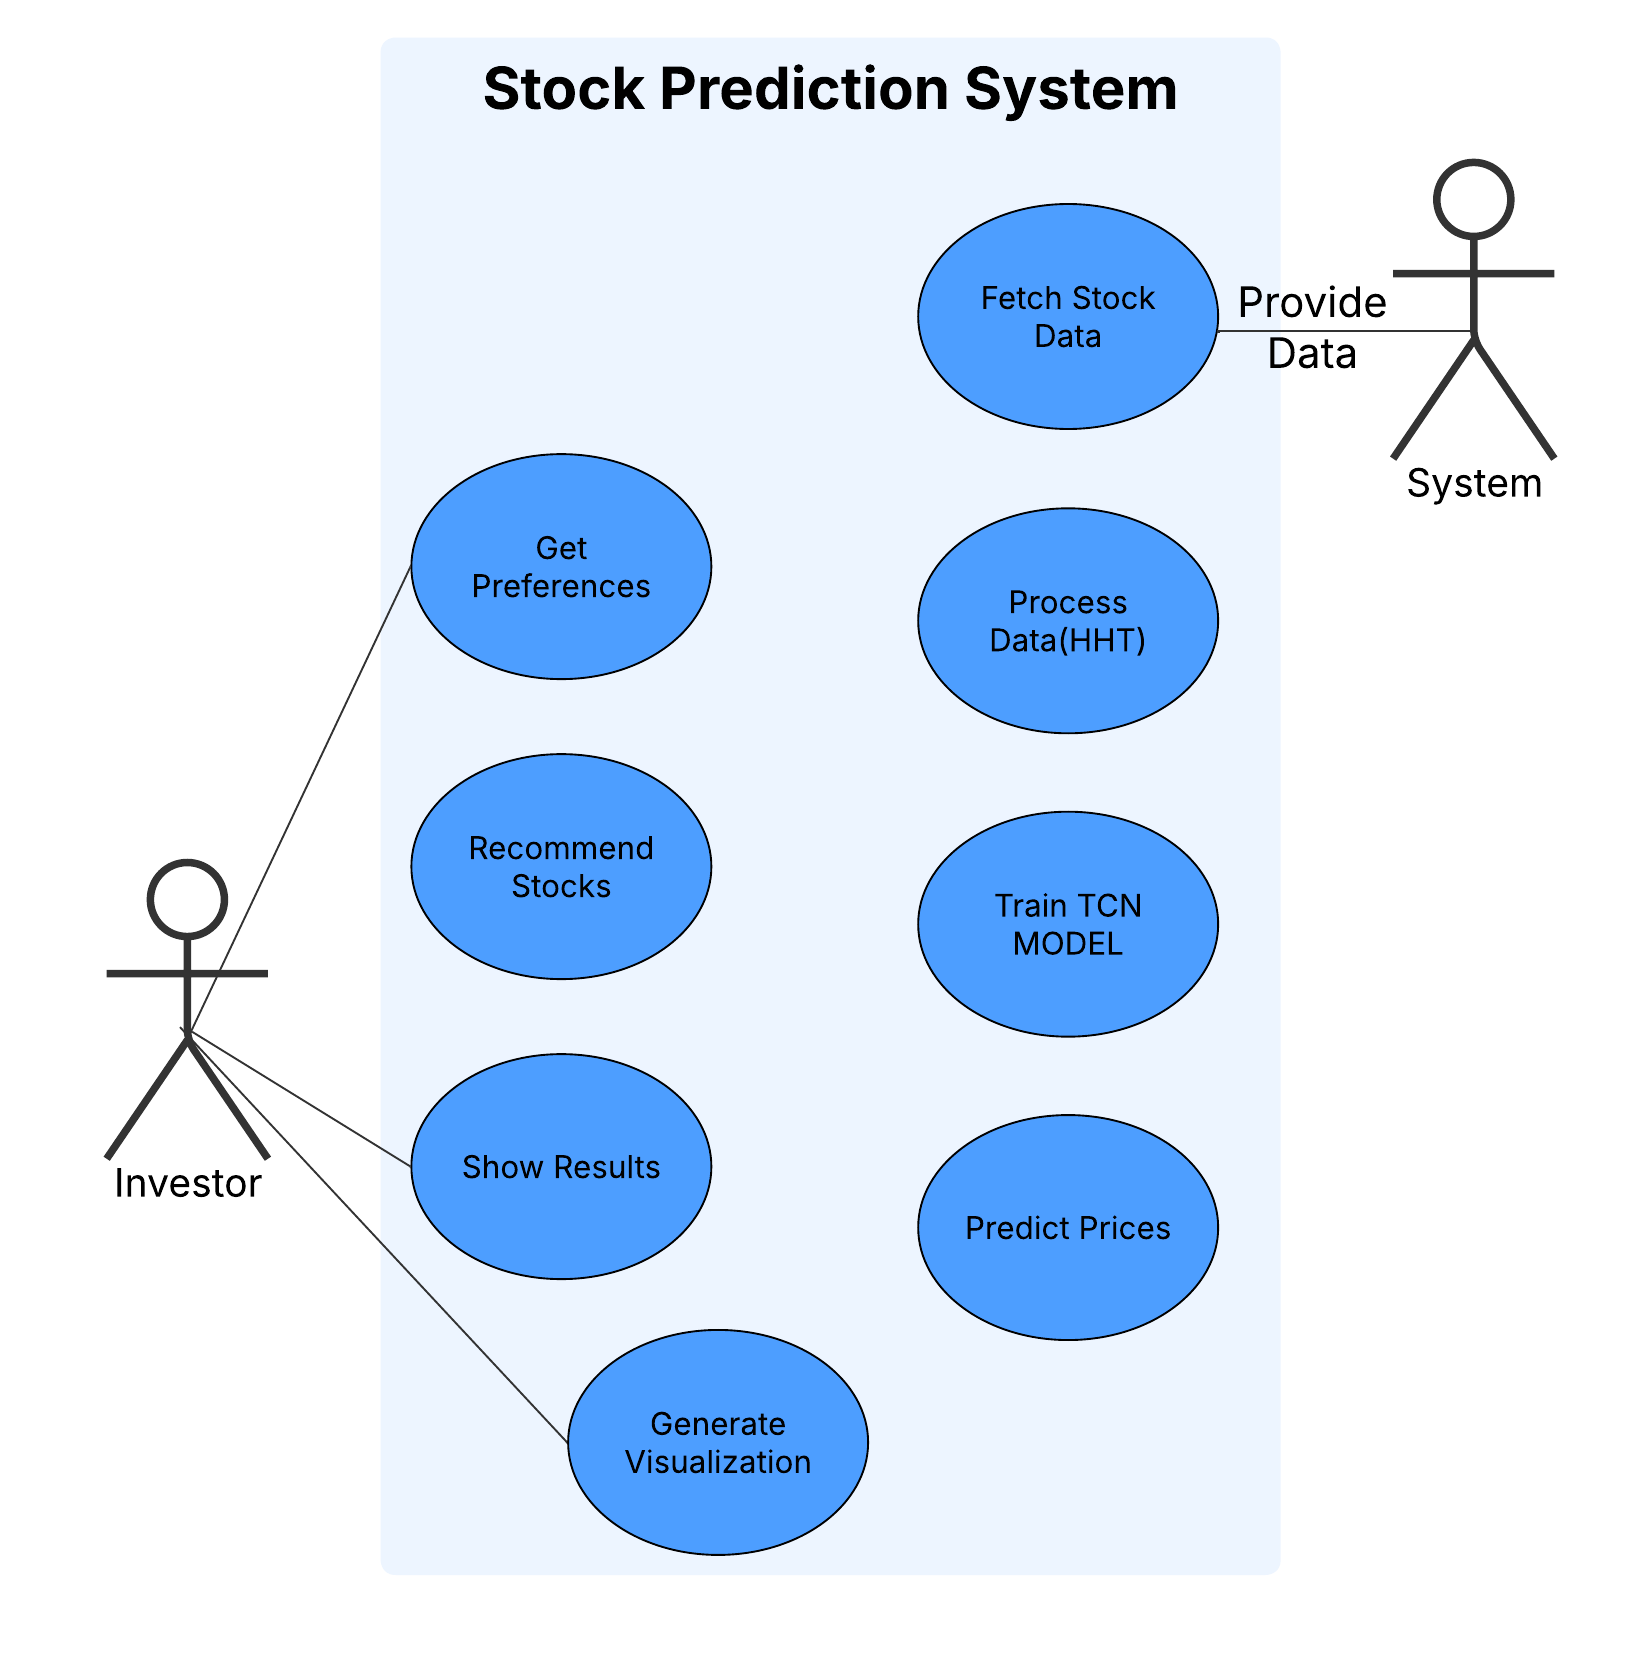 Stock Prediction System
Fetch Stock
Data
Provide
Data
System
Get
Preferences
Process
Data(HHT)
Recommend
Stocks
Train TCN
MODEL
Investor
Show Results
Predict Prices
Generate
Visualization